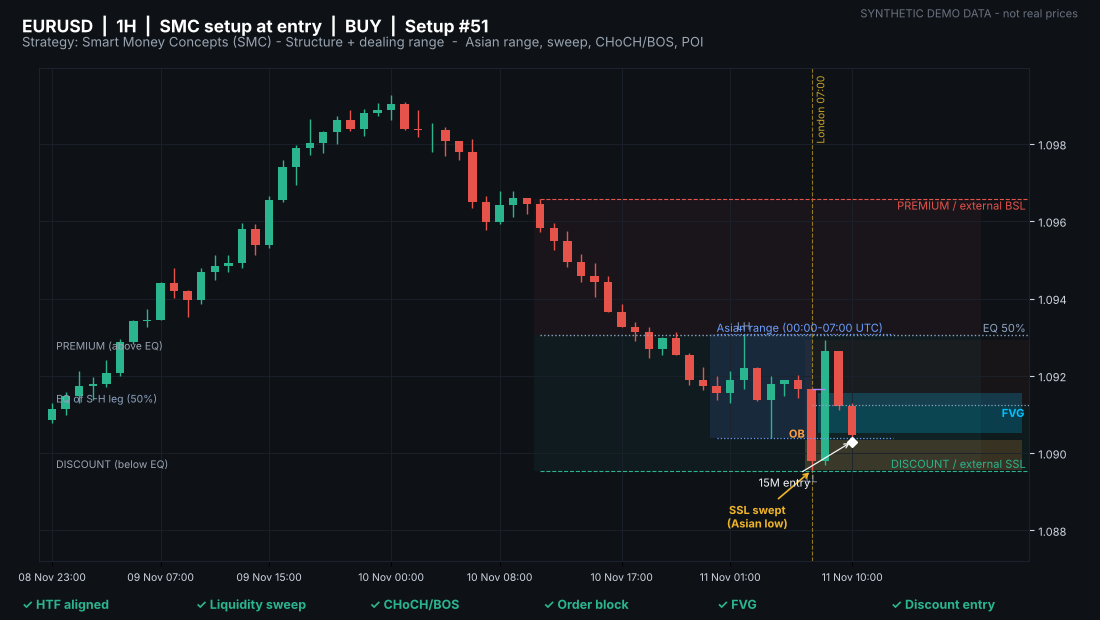 SYNTHETIC DEMO DATA - not real prices
EURUSD | 1H | SMC setup at entry | BUY | Setup #51
Strategy: Smart Money Concepts (SMC) - Structure + dealing range - Asian range, sweep, CHoCH/BOS, POI
London 07:00
1.098
PREMIUM / external BSL
1.096
1.094
Asian range (00:00-07:00 UTC)
EQ 50%
PREMIUM (above EQ)
1.092
EQ of S-H leg (50%)
FVG
OB
1.090
DISCOUNT (below EQ)
DISCOUNT / external SSL
15M entry
SSL swept
(Asian low)
1.088
08 Nov 23:00 09 Nov 07:00 09 Nov 15:00 10 Nov 00:00 10 Nov 08:00 10 Nov 17:00 11 Nov 01:00 11 Nov 10:00
✓ HTF aligned ✓ Liquidity sweep ✓ CHoCH/BOS ✓ Order block ✓ FVG ✓ Discount entry